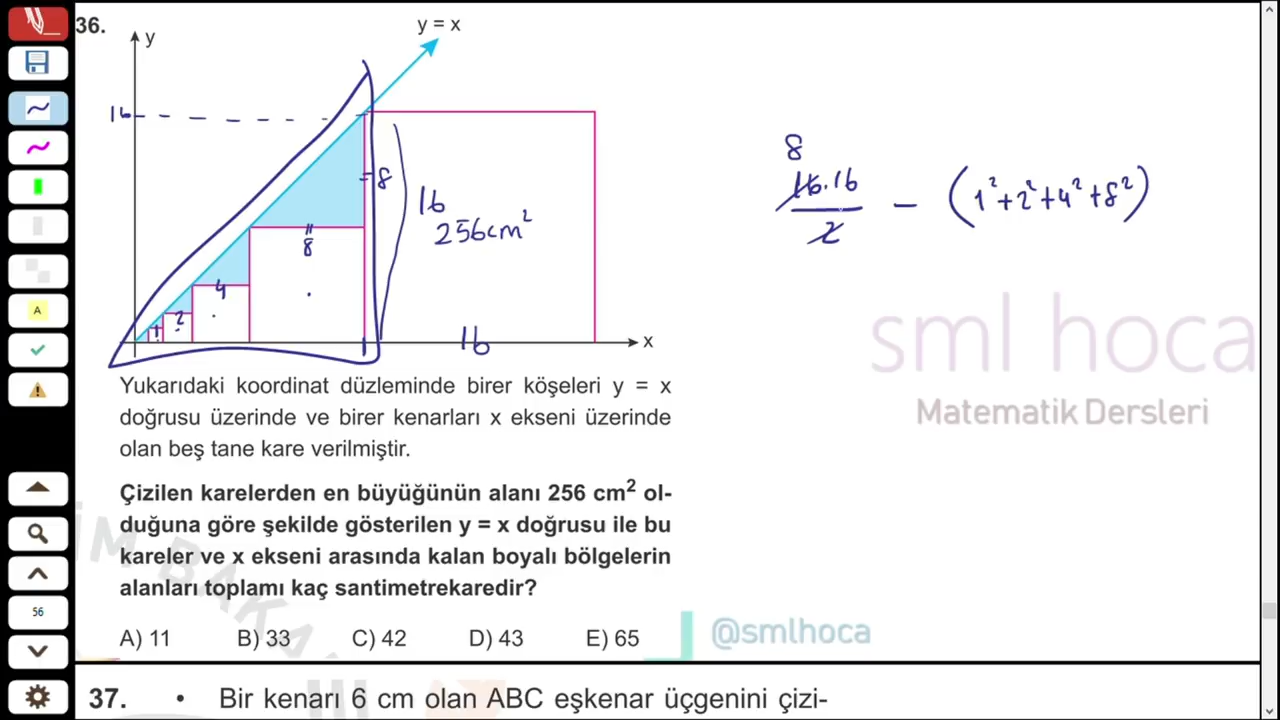 36.
y
y = x
16
8
16
256cm²
8
4
2
1
16
x
8
16.16
2
− (1²+2²+4²+8²)
sml hoca
Matematik Dersleri
Yukarıdaki koordinat düzleminde birer köşeleri y = x
doğrusu üzerinde ve birer kenarları x ekseni üzerinde
olan beş tane kare verilmiştir.
Çizilen karelerden en büyüğünün alanı 256 cm² ol-
duğuna göre şekilde gösterilen y = x doğrusu ile bu
kareler ve x ekseni arasında kalan boyalı bölgelerin
alanları toplamı kaç santimetrekaredir?
A) 11 B) 33 C) 42 D) 43 E) 65
@smlhoca
37. • Bir kenarı 6 cm olan ABC eşkenar üçgenini çizi-
A
56